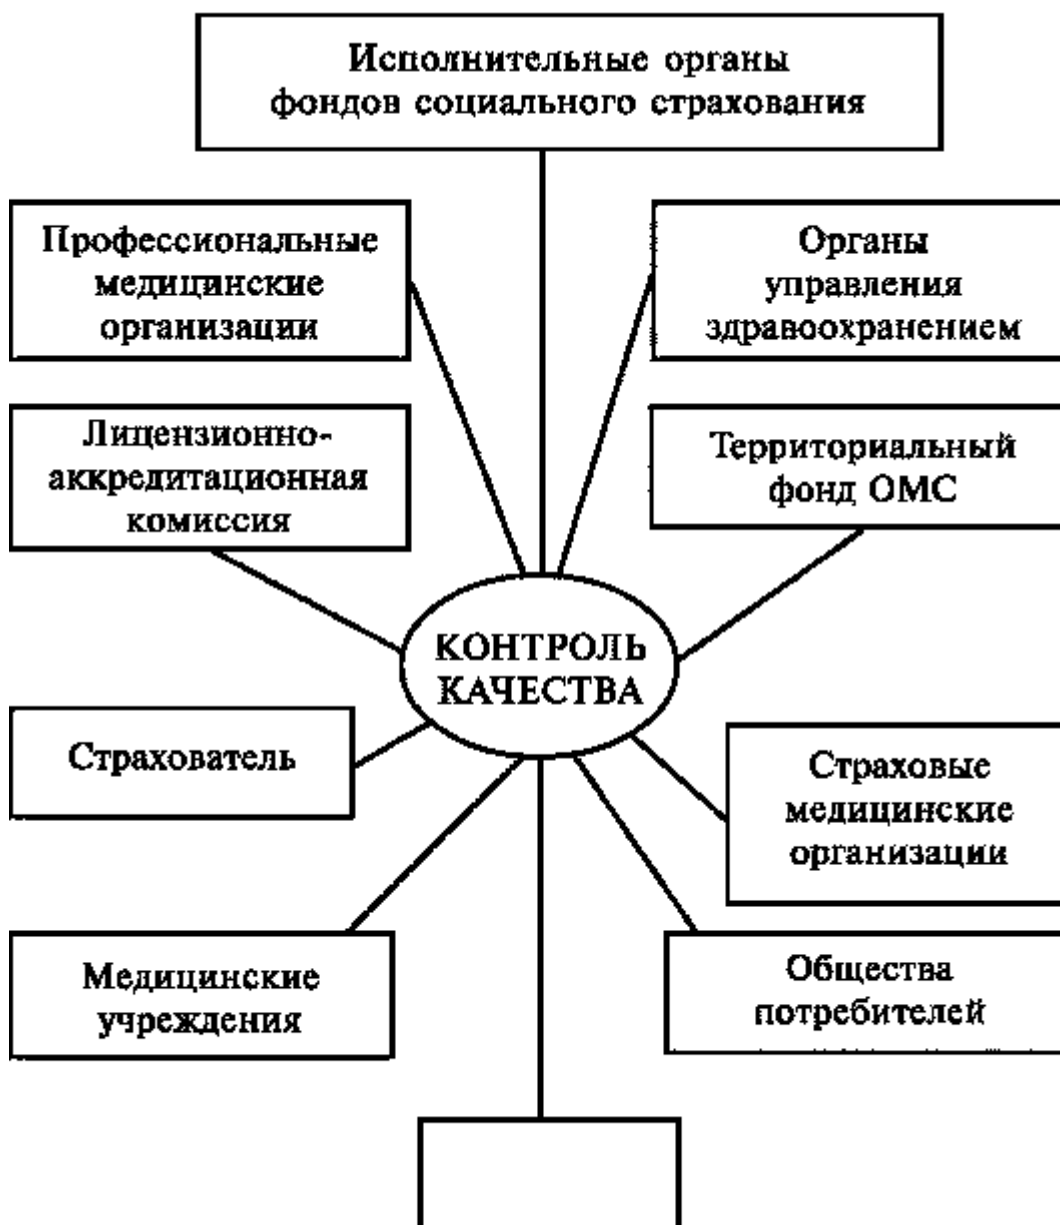 Исполнительные органы
фондов социального страхования
Профессиональные
медицинские
организации
Органы
управления
здравоохранением
Лицензионно-
аккредитационная
комиссия
Территориальный
фонд ОМС
КОНТРОЛЬ
КАЧЕСТВА
Страхователь
Страховые
медицинские
организации
Медицинские
учреждения
Общества
потребителей